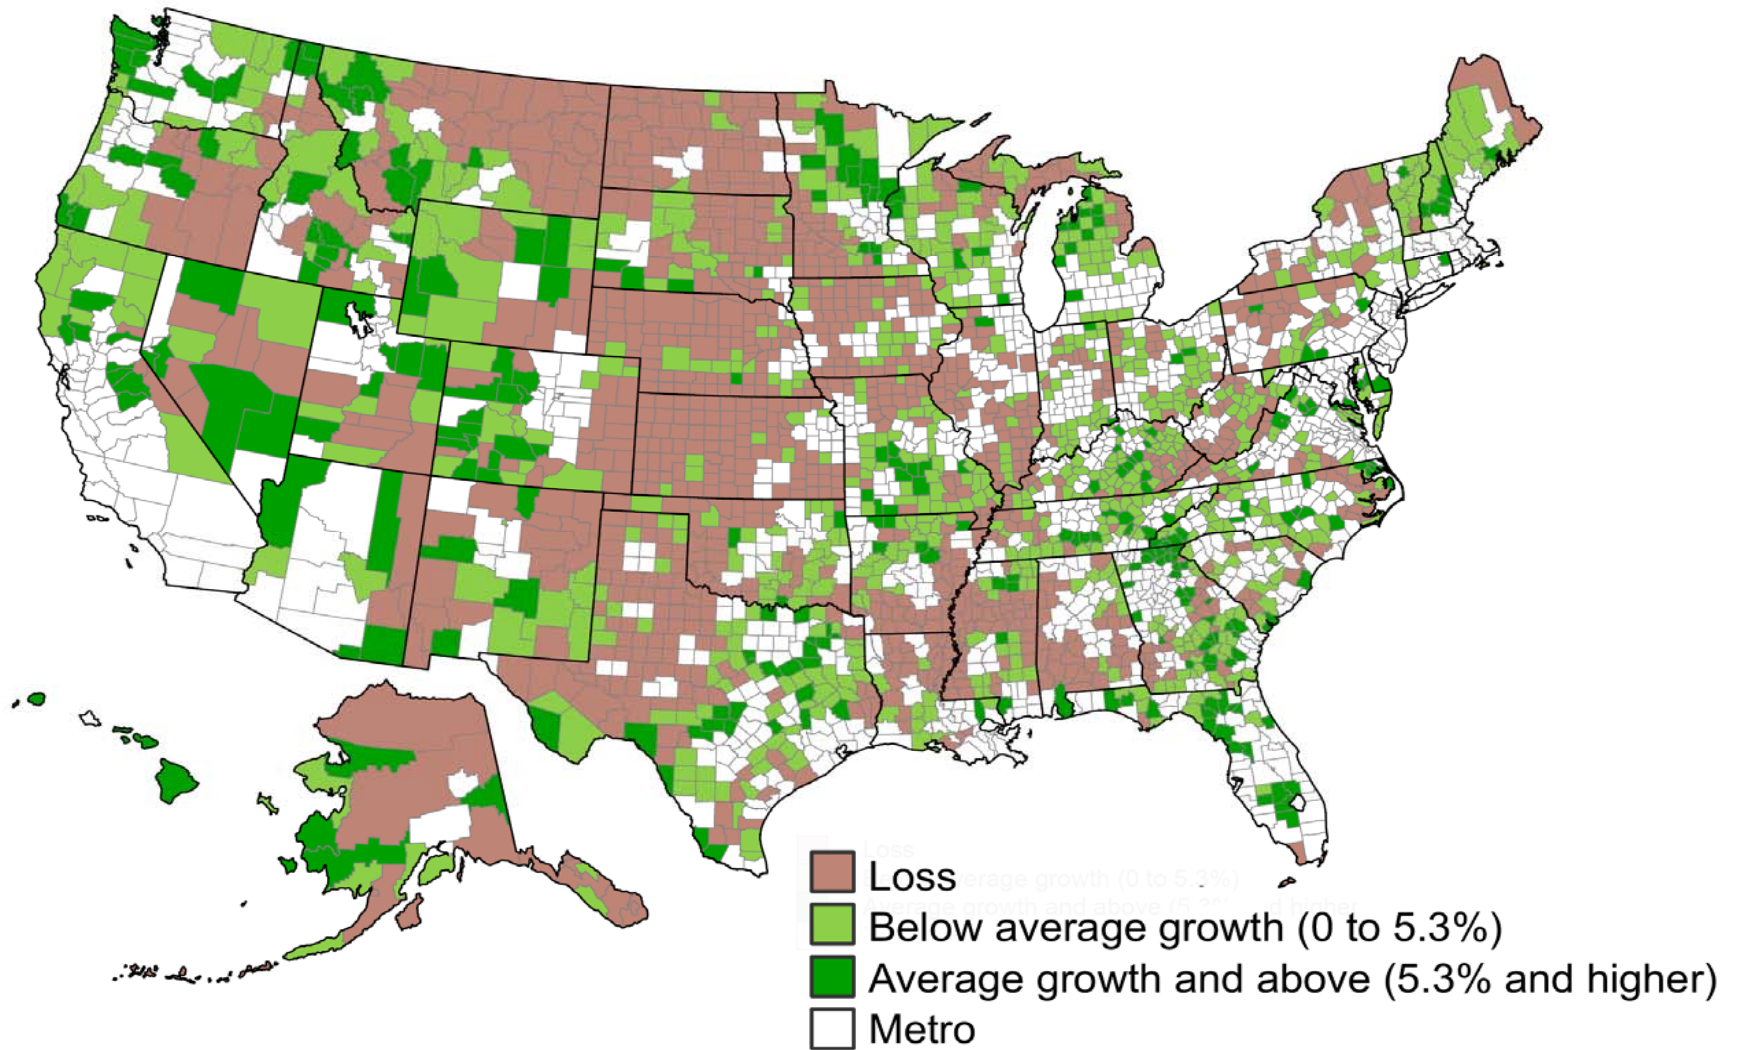 Loss
Below average growth (0 to 5.3%)
Average growth and above (5.3% and higher)
Metro